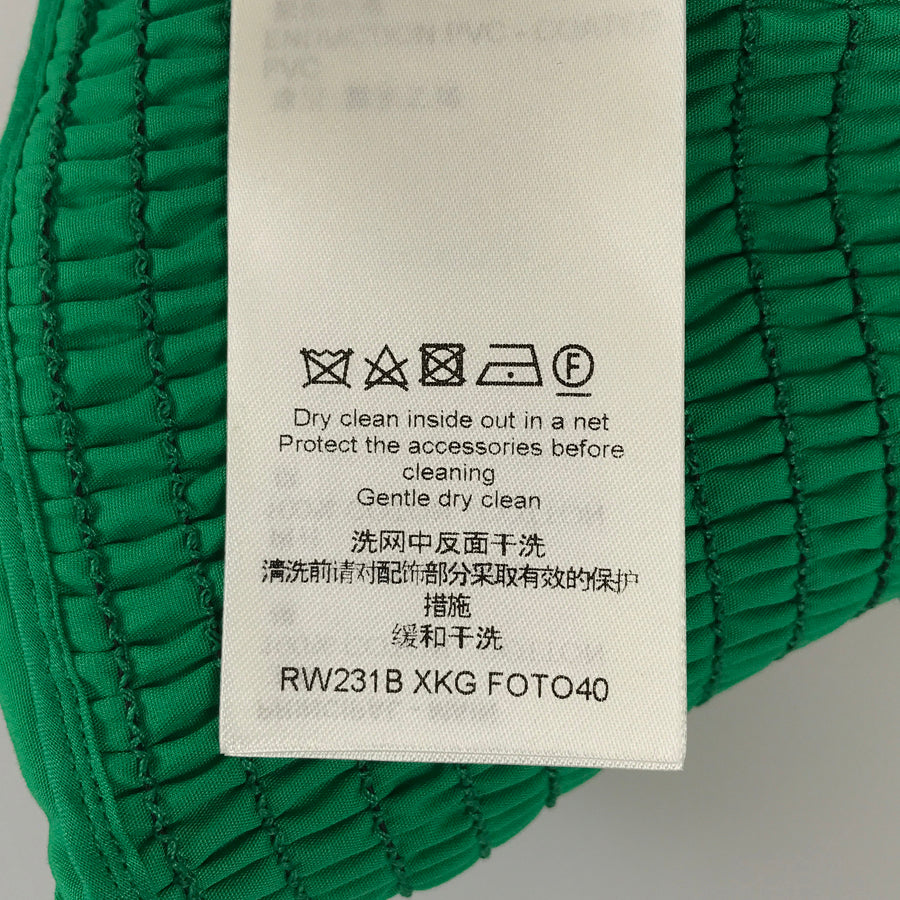 PVC
Dry clean inside out in a net
Protect the accessories before
cleaning
Gentle dry clean
洗网中反面干洗
清洗前请对配饰部分采取有效的保护
措施
缓和干洗
RW231B XKG FOTO40
F